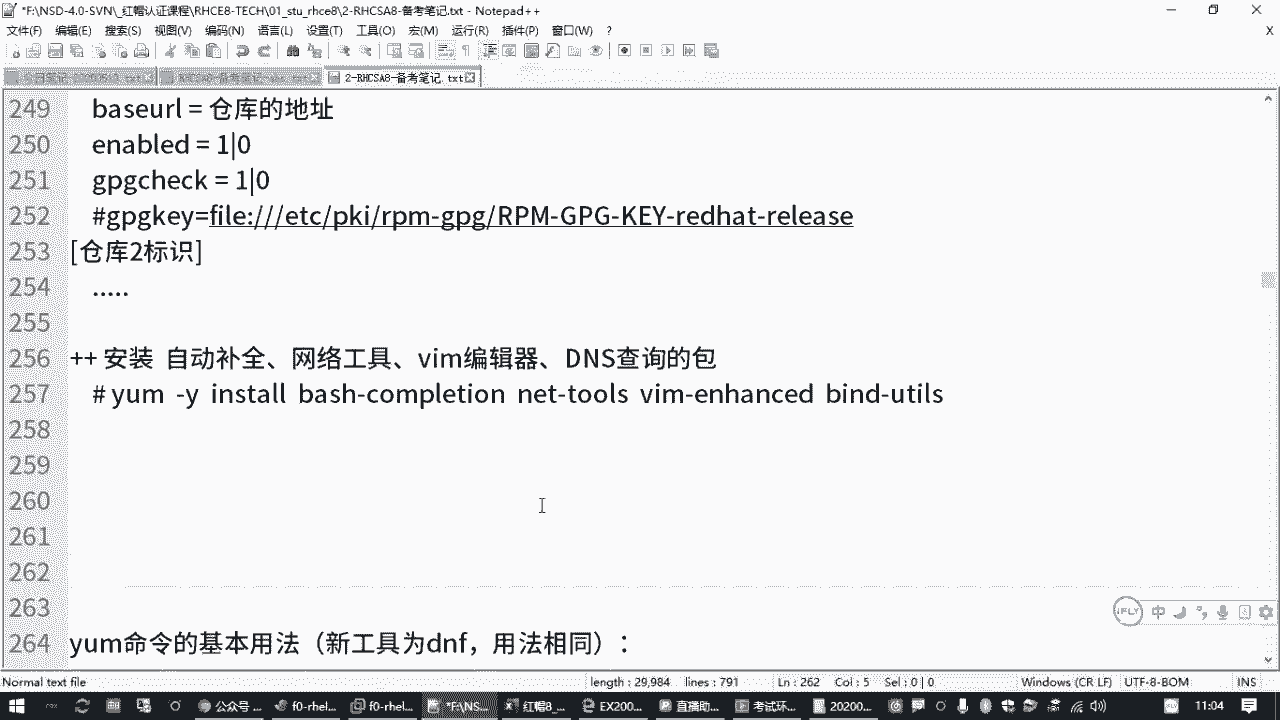 *F:\NSD-4.0-SVN\_红帽认证课程\RHCE8-TECH\01_stu_rhce8\2-RHCSA8-备考笔记.txt - Notepad++
文件(F) 编辑(E) 搜索(S) 视图(V) 编码(N) 语言(L) 设置(T) 工具(O) 宏(M) 运行(R) 插件(P) 窗口(W) ? X
2-RHCSA8-备考笔记.txt
249 baseurl = 仓库的地址
250 enabled = 1|0
251 gpgcheck = 1|0
252 #gpgkey=file:///etc/pki/rpm-gpg/RPM-GPG-KEY-redhat-release
253 [仓库2标识]
254 .....
255
256 ++ 安装 自动补全、网络工具、vim编辑器、DNS查询的包
257 # yum -y install bash-completion net-tools vim-enhanced bind-utils
258
259
260
261
262
263
264 yum命令的基本用法（新工具为dnf，用法相同）：
iFLY 中
Normal text file length : 29,984 lines : 791 Ln : 262 Col : 5 Sel : 0 | 0 Windows (CR LF) UTF-8-BOM INS
公众号 ... f0-rhel... f0-rhel... *F:\NS... 红帽8_... EX200... 直播助... 考试环... 20200... 11:04